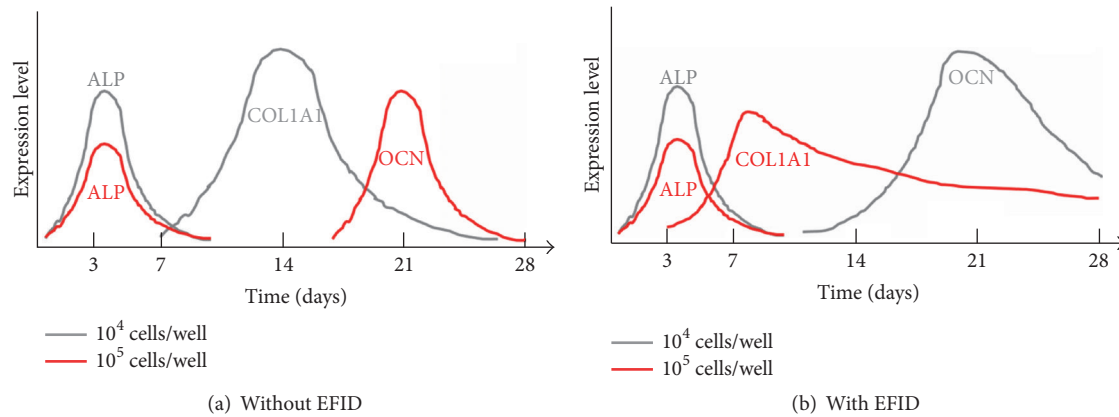 Expression level
ALP
ALP
COL1A1
OCN
3 7 14 21 28
Time (days)
10⁴ cells/well
10⁵ cells/well
(a) Without EFID
Expression level
ALP
ALP
COL1A1
OCN
3 7 14 21 28
Time (days)
10⁴ cells/well
10⁵ cells/well
(b) With EFID